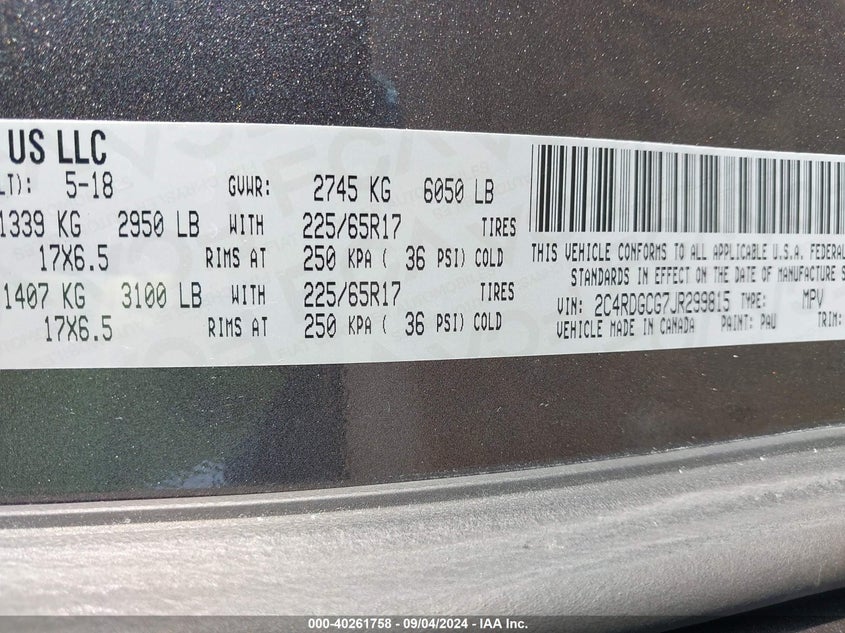 US LLC
LT): 5-18 GVWR: 2745 KG 6050 LB
1339 KG 2950 LB WITH 225/65R17 TIRES
17X6.5 RIMS AT 250 KPA ( 36 PSI) COLD
1407 KG 3100 LB WITH 225/65R17 TIRES
17X6.5 RIMS AT 250 KPA ( 36 PSI) COLD
THIS VEHICLE CONFORMS TO ALL APPLICABLE U.S.A. FEDERAL
STANDARDS IN EFFECT ON THE DATE OF MANUFACTURE S
VIN: 2C4RDGCG7JR299815 TYPE: MPV
VEHICLE MADE IN CANADA PAINT: PAU TRIM:
000-40261758 - 09/04/2024 - IAA Inc.